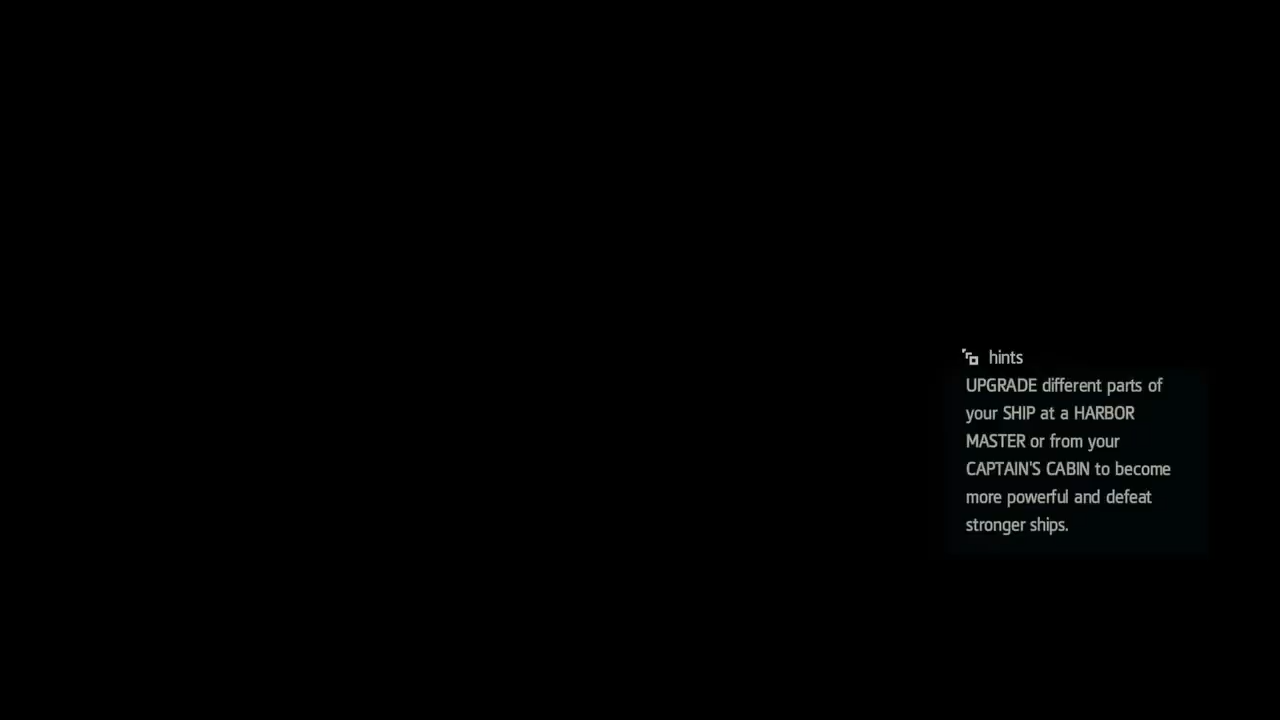 hints
UPGRADE different parts of
your SHIP at a HARBOR
MASTER or from your
CAPTAIN'S CABIN to become
more powerful and defeat
stronger ships.